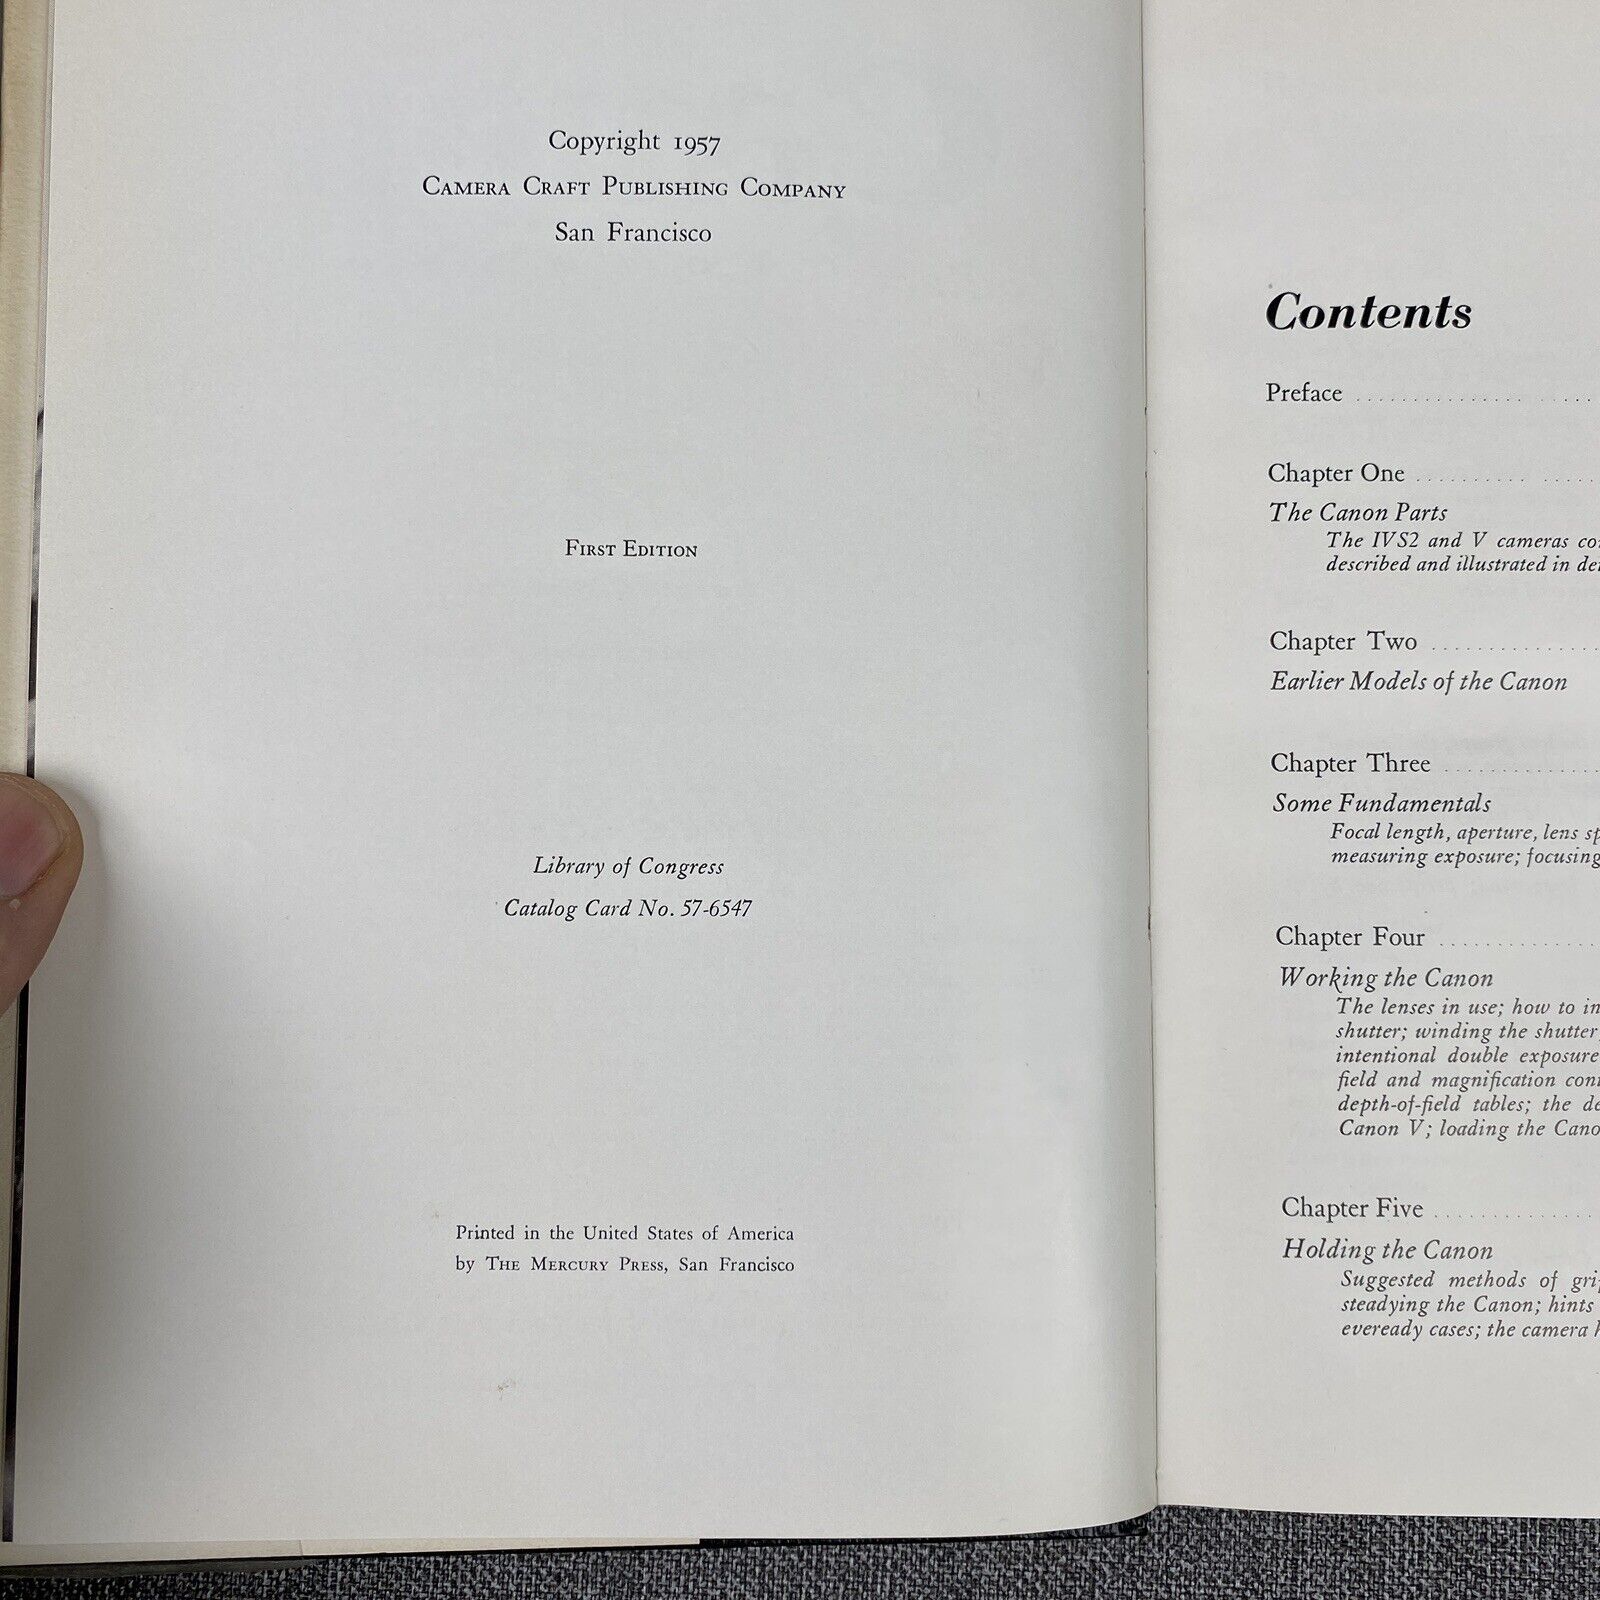 Copyright 1957
CAMERA CRAFT PUBLISHING COMPANY
San Francisco
FIRST EDITION
Library of Congress
Catalog Card No. 57-6547
Printed in the United States of America
by THE MERCURY PRESS, San Francisco
Contents
Preface . . . . . . . . . . . . . . . . . . . .
Chapter One . . . . . . . . . . . . . . .
The Canon Parts
The IVS2 and V cameras
described and illustrated in
Chapter Two . . . . . . . . . . . . . . .
Earlier Models of the Canon
Chapter Three . . . . . . . . . . . . . .
Some Fundamentals
Focal length, aperture, lens
measuring exposure; focusing
Chapter Four . . . . . . . . . . . . . .
Working the Canon
The lenses in use; how to
shutter; winding the shutter;
intentional double exposure
field and magnification
depth-of-field tables; the
Canon V; loading the
Chapter Five . . . . . . . . . . . . . .
Holding the Canon
Suggested methods of
steadying the Canon; hints
eveready cases; the camera